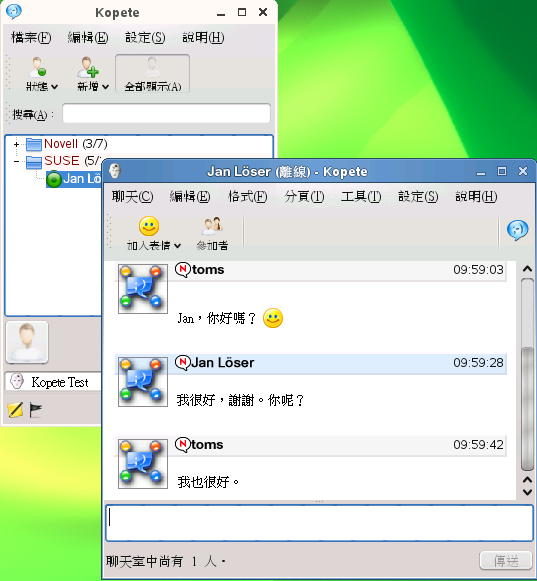 Kopete
檔案(F) 編輯(E) 設定(S) 說明(H)
狀態 新增 全部顯示(A)
搜尋(A)：
Novell (3/7)
SUSE (5/
Jan Lö
Kopete Test
Jan Löser (離線) - Kopete
聊天(C) 編輯(E) 格式(F) 分頁(T) 工具(T) 設定(S) 說明(H)
加入表情 參加者
toms 09:59:03
Jan，你好嗎？
Jan Löser 09:59:28
我很好，謝謝。你呢？
toms 09:59:42
我也很好。
聊天室中尚有 1 人。
傳送